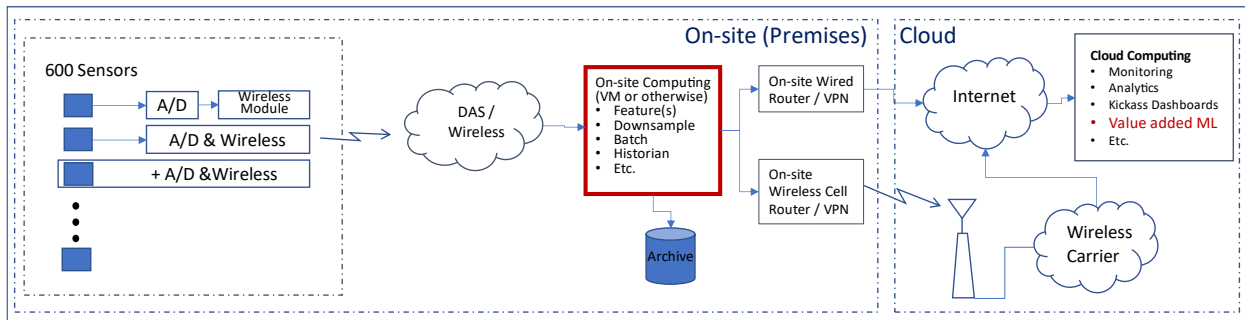 On-site (Premises)
Cloud
600 Sensors
A/D
Wireless
Module
A/D & Wireless
+ A/D &Wireless
DAS /
Wireless
On-site Computing
(VM or otherwise)
• Feature(s)
• Downsample
• Batch
• Historian
• Etc.
Archive
On-site Wired
Router / VPN
On-site
Wireless Cell
Router / VPN
Internet
Wireless
Carrier
Cloud Computing
• Monitoring
• Analytics
• Kickass Dashboards
• Value added ML
• Etc.